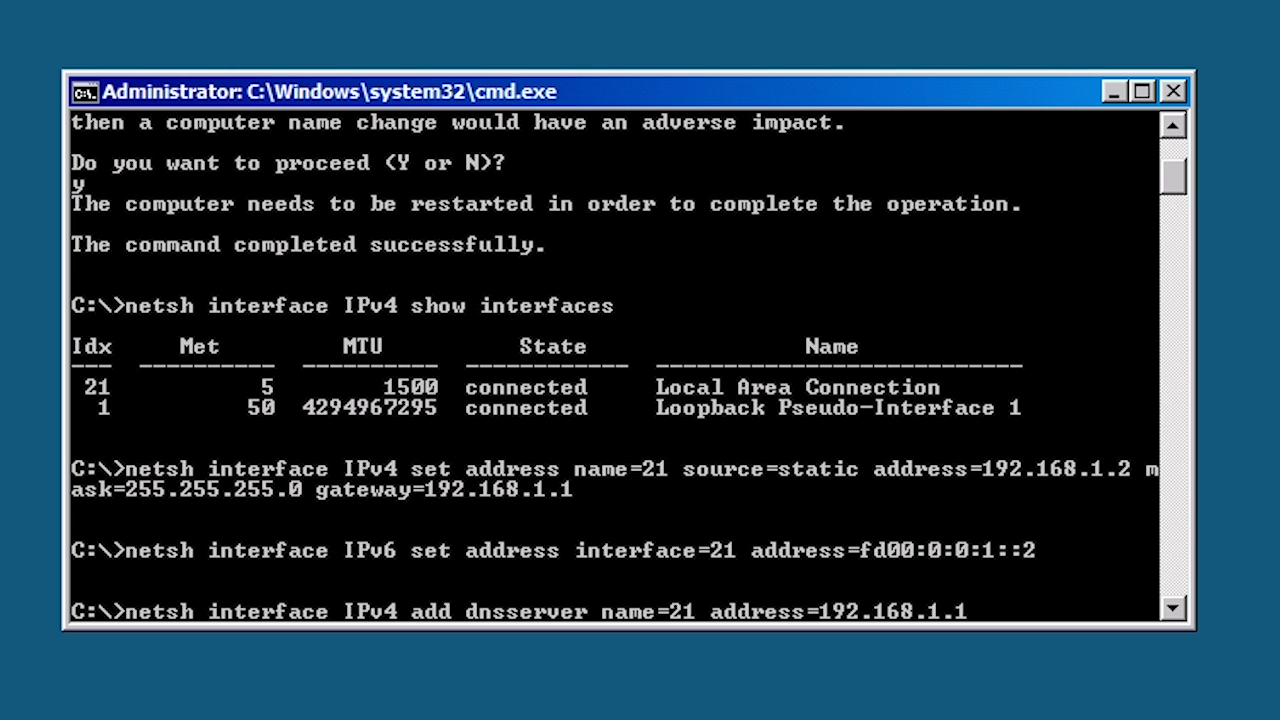 Administrator: C:\Windows\system32\cmd.exe
then a computer name change would have an adverse impact.
Do you want to proceed (Y or N)?
y
The computer needs to be restarted in order to complete the operation.
The command completed successfully.
C:\>netsh interface IPv4 show interfaces
Idx Met MTU State Name
--- ---------- ---------- ------------ ---------------------------
21 5 1500 connected Local Area Connection
1 50 4294967295 connected Loopback Pseudo-Interface 1
C:\>netsh interface IPv4 set address name=21 source=static address=192.168.1.2 m
ask=255.255.255.0 gateway=192.168.1.1
C:\>netsh interface IPv6 set address interface=21 address=fd00:0:0:1::2
C:\>netsh interface IPv4 add dnsserver name=21 address=192.168.1.1